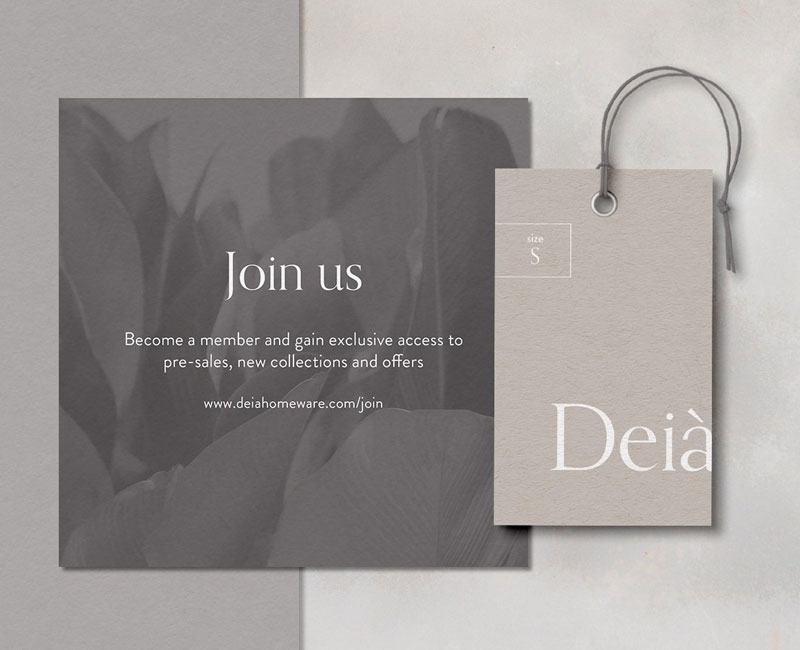 Join us
Become a member and gain exclusive access to
pre-sales, new collections and offers
www.deiahomeware.com/join
size
S
Deià